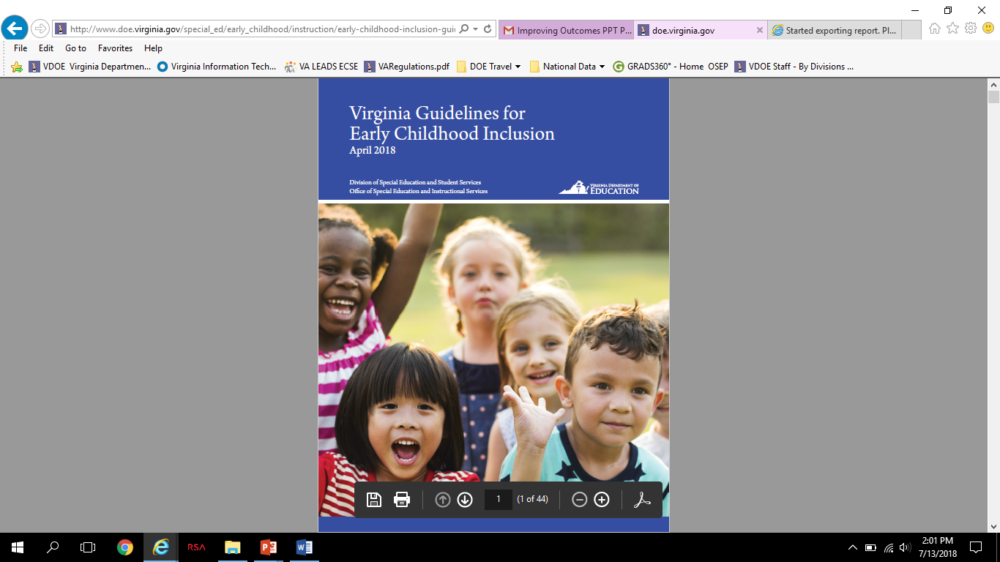 http://www.doe.virginia.gov/special_ed/early_childhood/instruction/early-childhood-inclusion-gui
Improving Outcomes PPT P...
doe.virginia.gov
Started exporting report. Pl...
File Edit Go to Favorites Help
VDOE Virginia Departmen...
Virginia Information Tech...
VA LEADS ECSE
VARegulations.pdf
DOE Travel
National Data
GRADS360° - Home OSEP
VDOE Staff - By Divisions ...
Virginia Guidelines for
Early Childhood Inclusion
April 2018
Division of Special Education and Student Services
Office of Special Education and Instructional Services
VIRGINIA DEPARTMENT OF
EDUCATION
1 (1 of 44)
RSA
2:01 PM
7/13/2018